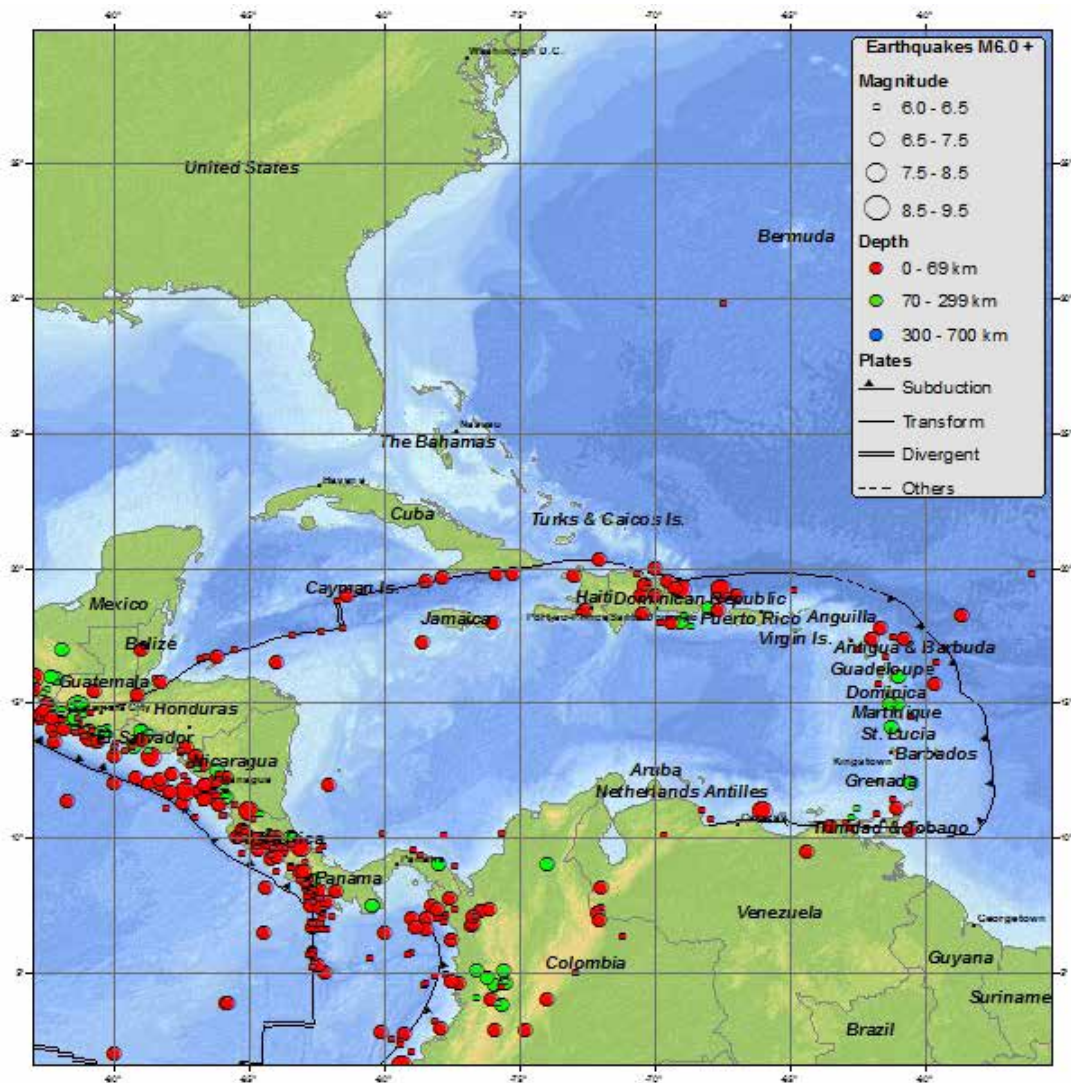 Earthquakes M6.0 +
Magnitude
6.0 - 6.5
6.5 - 7.5
7.5 - 8.5
8.5 - 9.5
Depth
0 - 69 km
70 - 299 km
300 - 700 km
Plates
Subduction
Transform
Divergent
Others
Washington D.C.
United States
Bermuda
Nassau
The Bahamas
Havana
Cuba
Turks & Caicos Is.
Cayman Is.
Mexico
Haiti
Dominican Republic
Jamaica
Puerto Rico
Anguilla
Virgin Is.
Belize
Antigua & Barbuda
Guadeloupe
Guatemala
Dominica
Honduras
Martinique
El Salvador
St. Lucia
Barbados
Nicaragua
Kingstown
Aruba
Grenada
Netherlands Antilles
Trinidad & Tobago
Panama
Venezuela
Georgetown
Colombia
Guyana
Suriname
Brazil